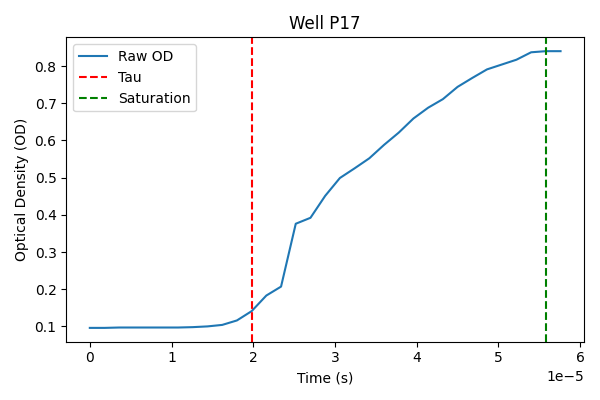 Well P17
Raw OD
Tau
Saturation
Optical Density (OD)
0.8
0.7
0.6
0.5
0.4
0.3
0.2
0.1
0 1 2 3 4 5 6
1e−5
Time (s)